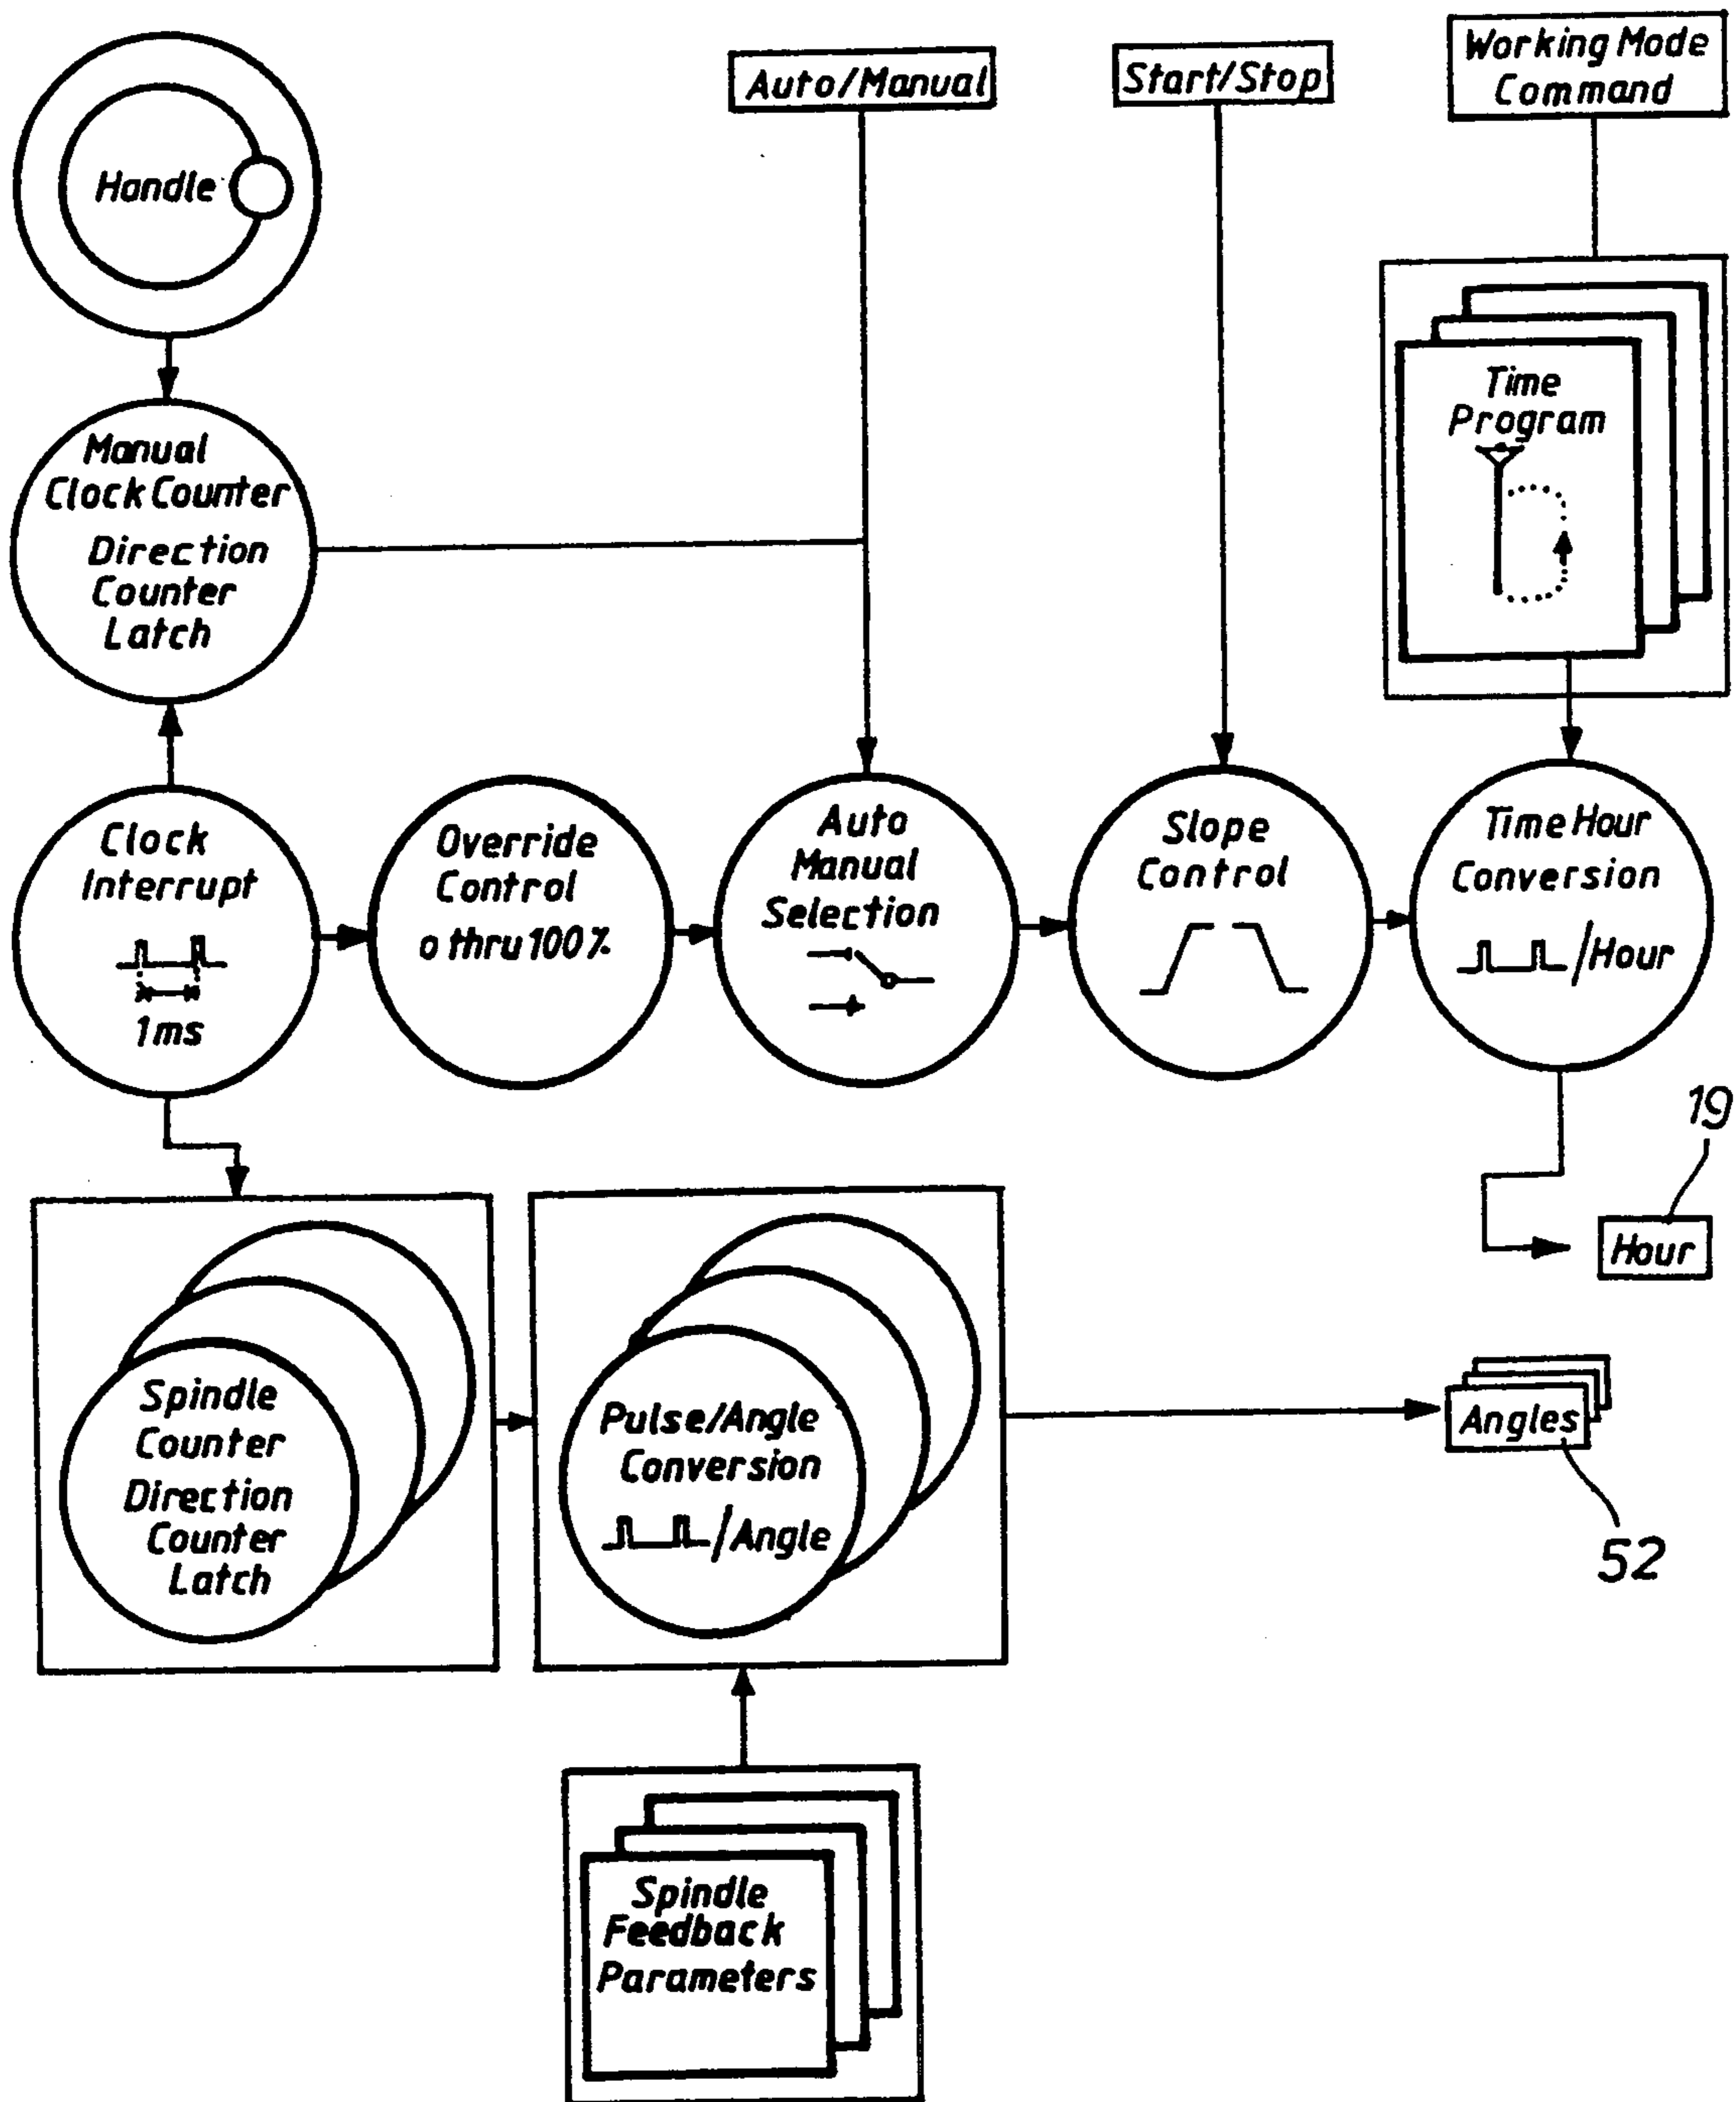 Handle
Auto/Manual
Start/Stop
Working Mode
Command
Time
Program
Manual
Clock Counter
Direction
Counter
Latch
Clock
Interrupt
1ms
Override
Control
o thru 100%
Auto
Manual
Selection
Slope
Control
Time Hour
Conversion
/Hour
19
Hour
Spindle
Counter
Direction
Counter
Latch
Pulse/Angle
Conversion
/Angle
Angles
52
Spindle
Feedback
Parameters